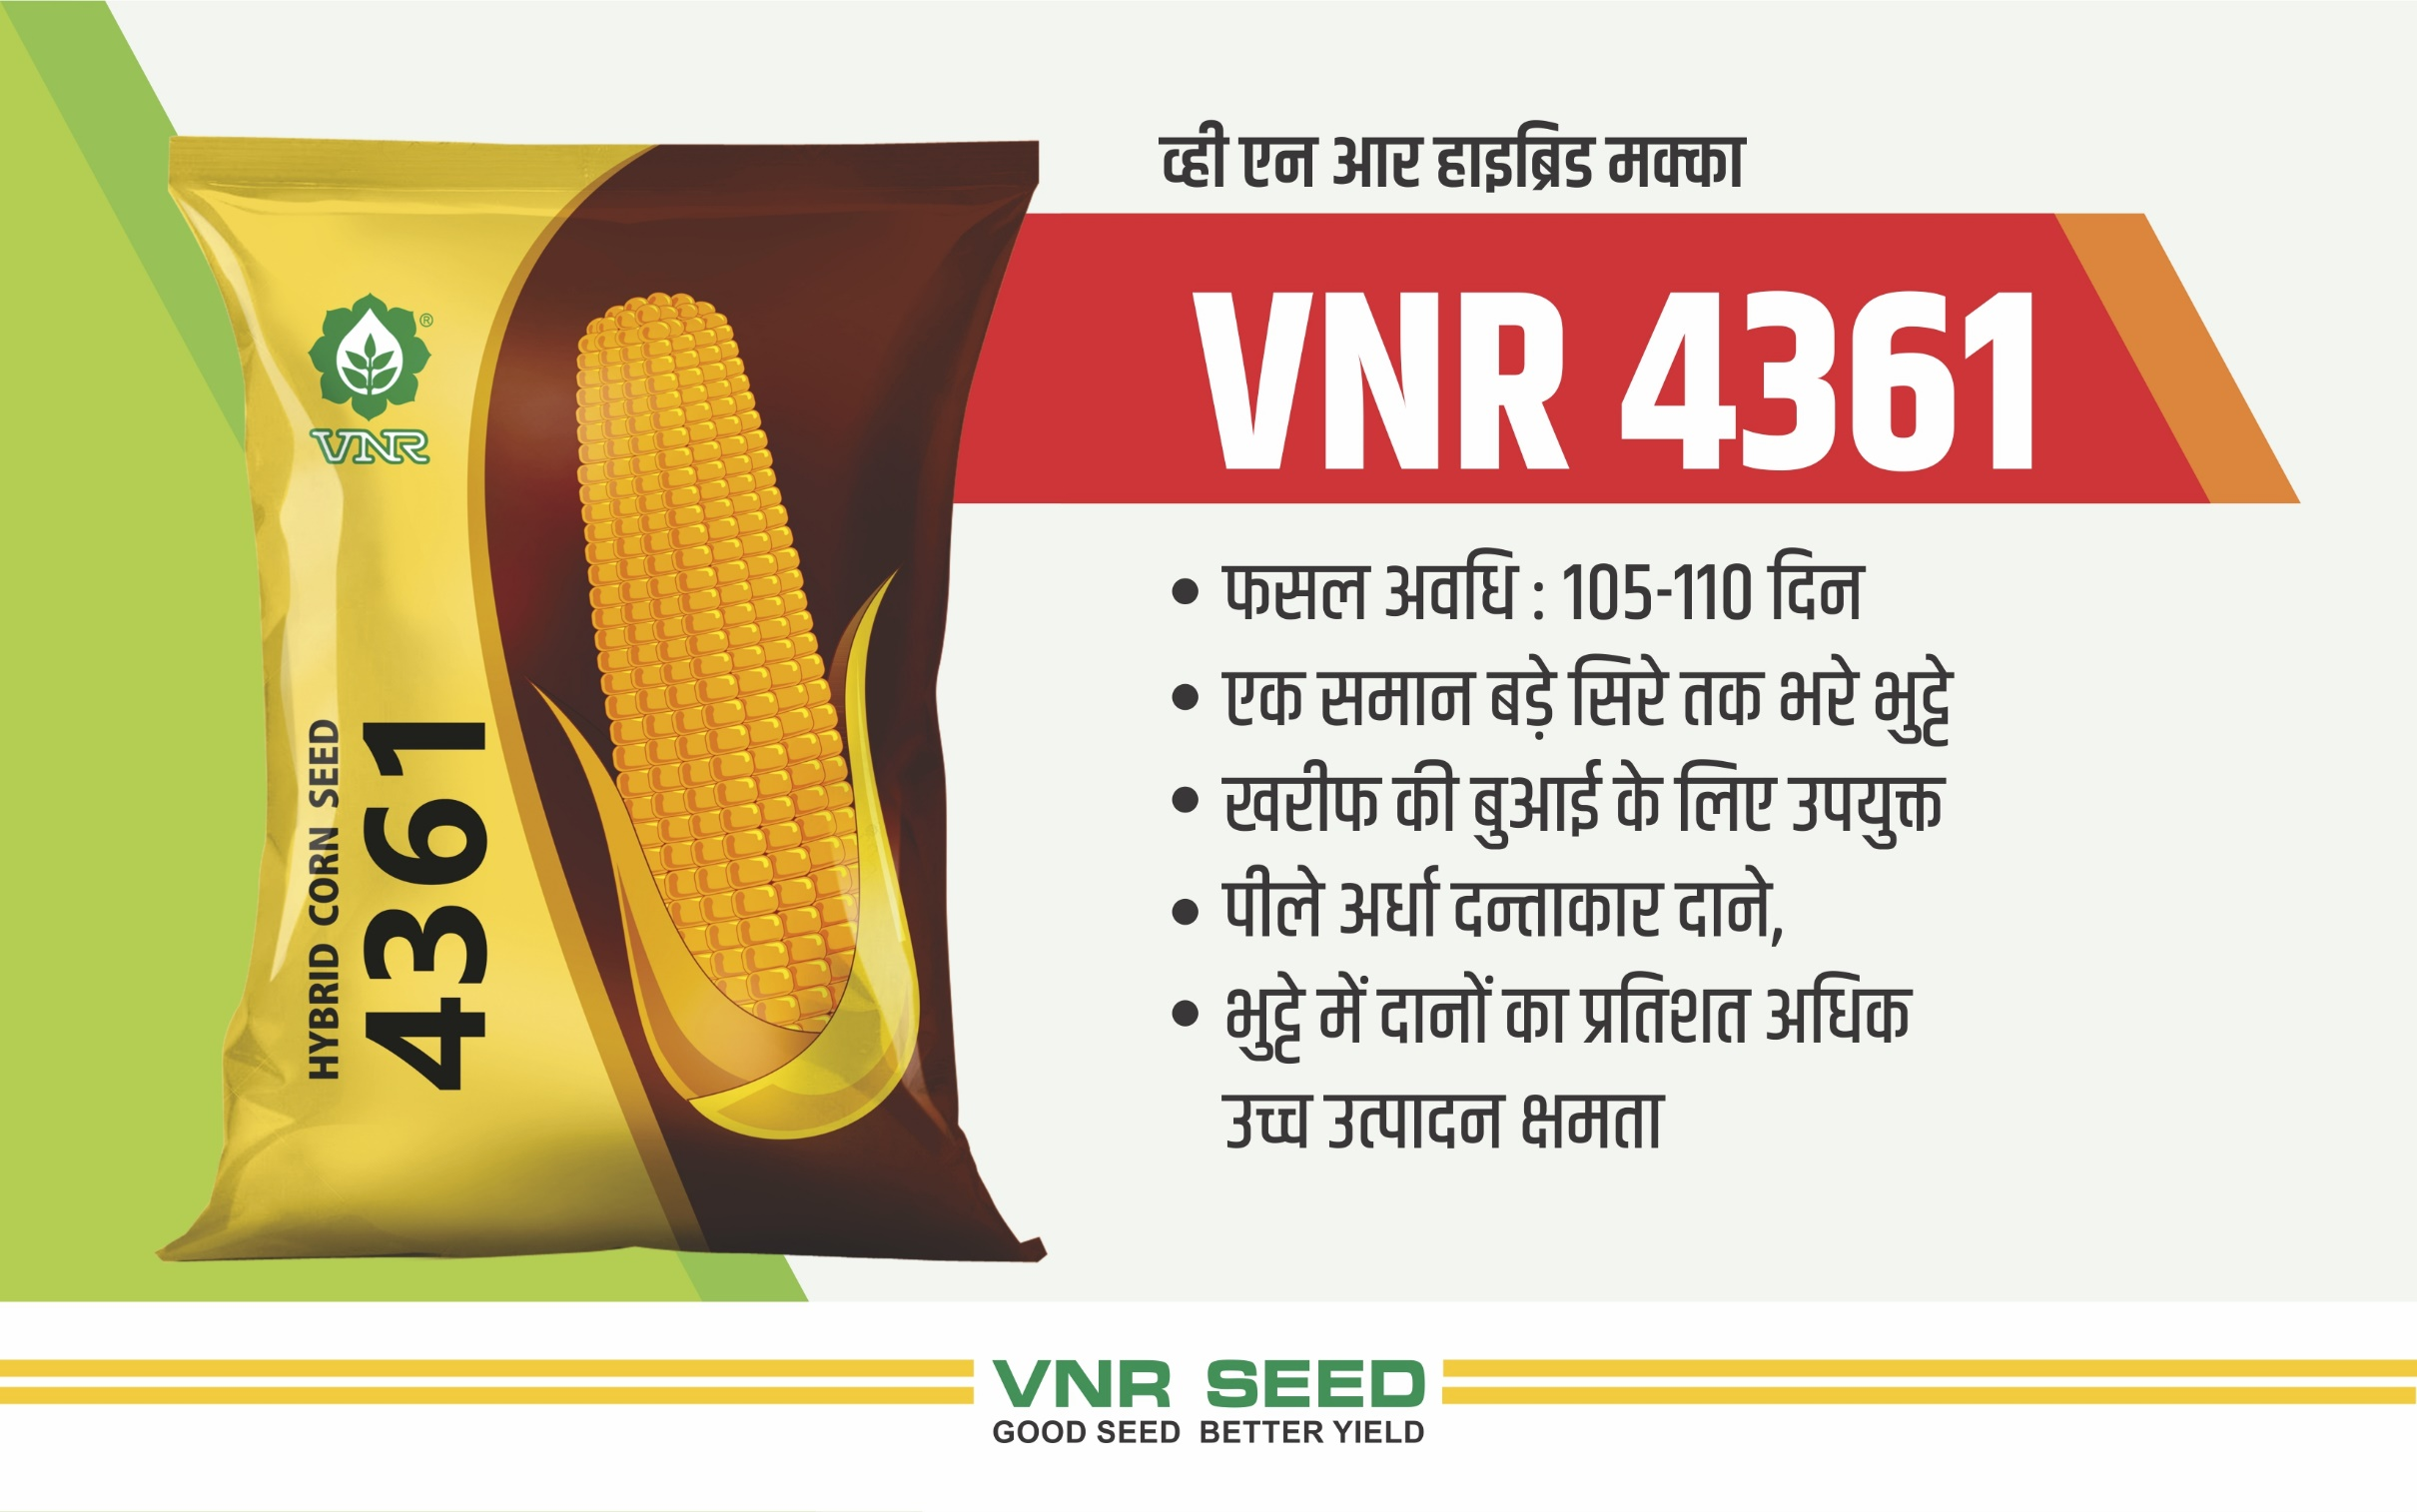 व्ही एन आर हाइब्रिड मक्का
VNR 4361
• फसल अवधि : 105-110 दिन
• एक समान बड़े सिरे तक भरे भुट्टे
• खरीफ की बुआई के लिए उपयुक्त
• पीले अर्धा दन्ताकार दाने,
• भुट्टे में दानों का प्रतिशत अधिक
उच्च उत्पादन क्षमता
®
VNR
HYBRID CORN SEED
4361
VNR SEED
GOOD SEED BETTER YIELD